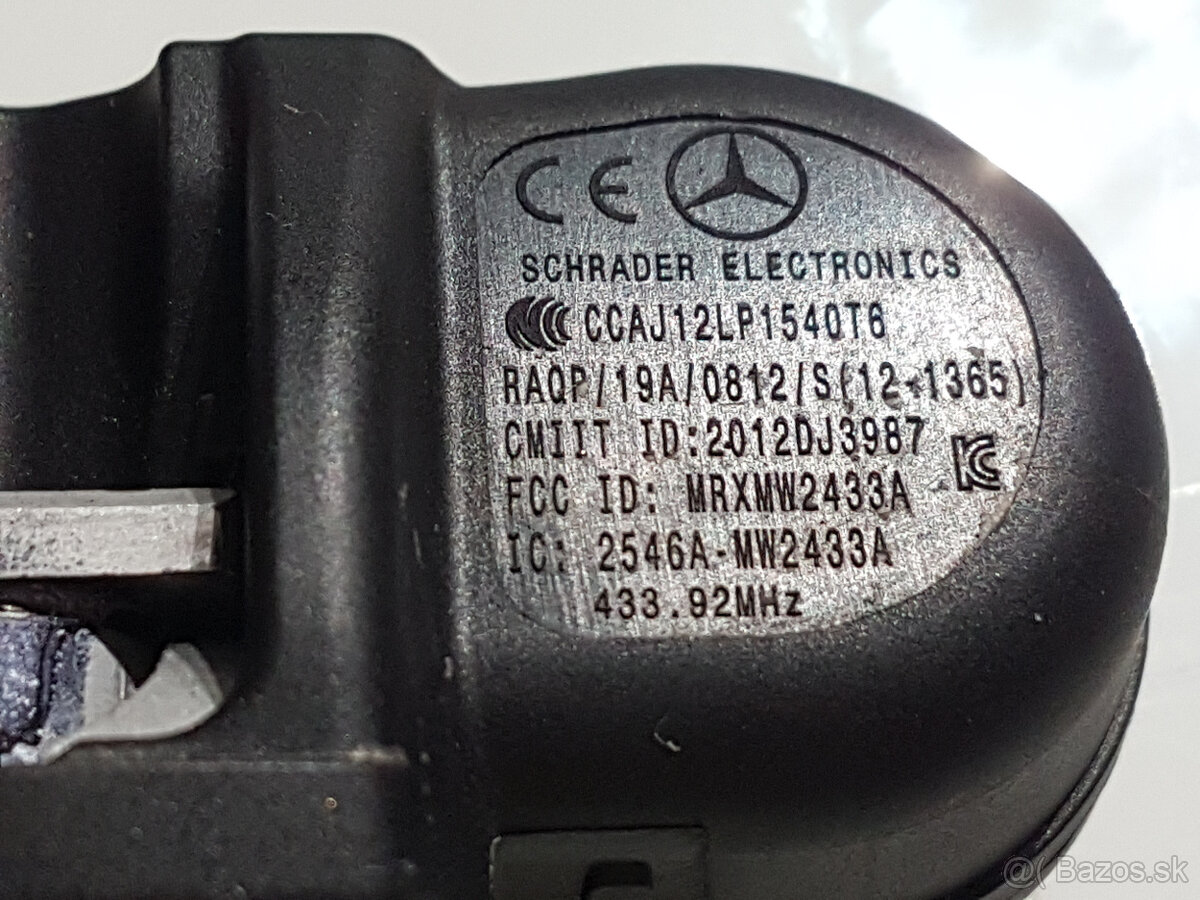 CE
SCHRADER ELECTRONICS
CCC CCAJ12LP1540T6
RAQP/19A/0812/S(12-1365)
CMIIT ID:2012DJ3987
FCC ID: MRXMW2433A
IC: 2546A-MW2433A
433.92MHz
@( Bazos.sk